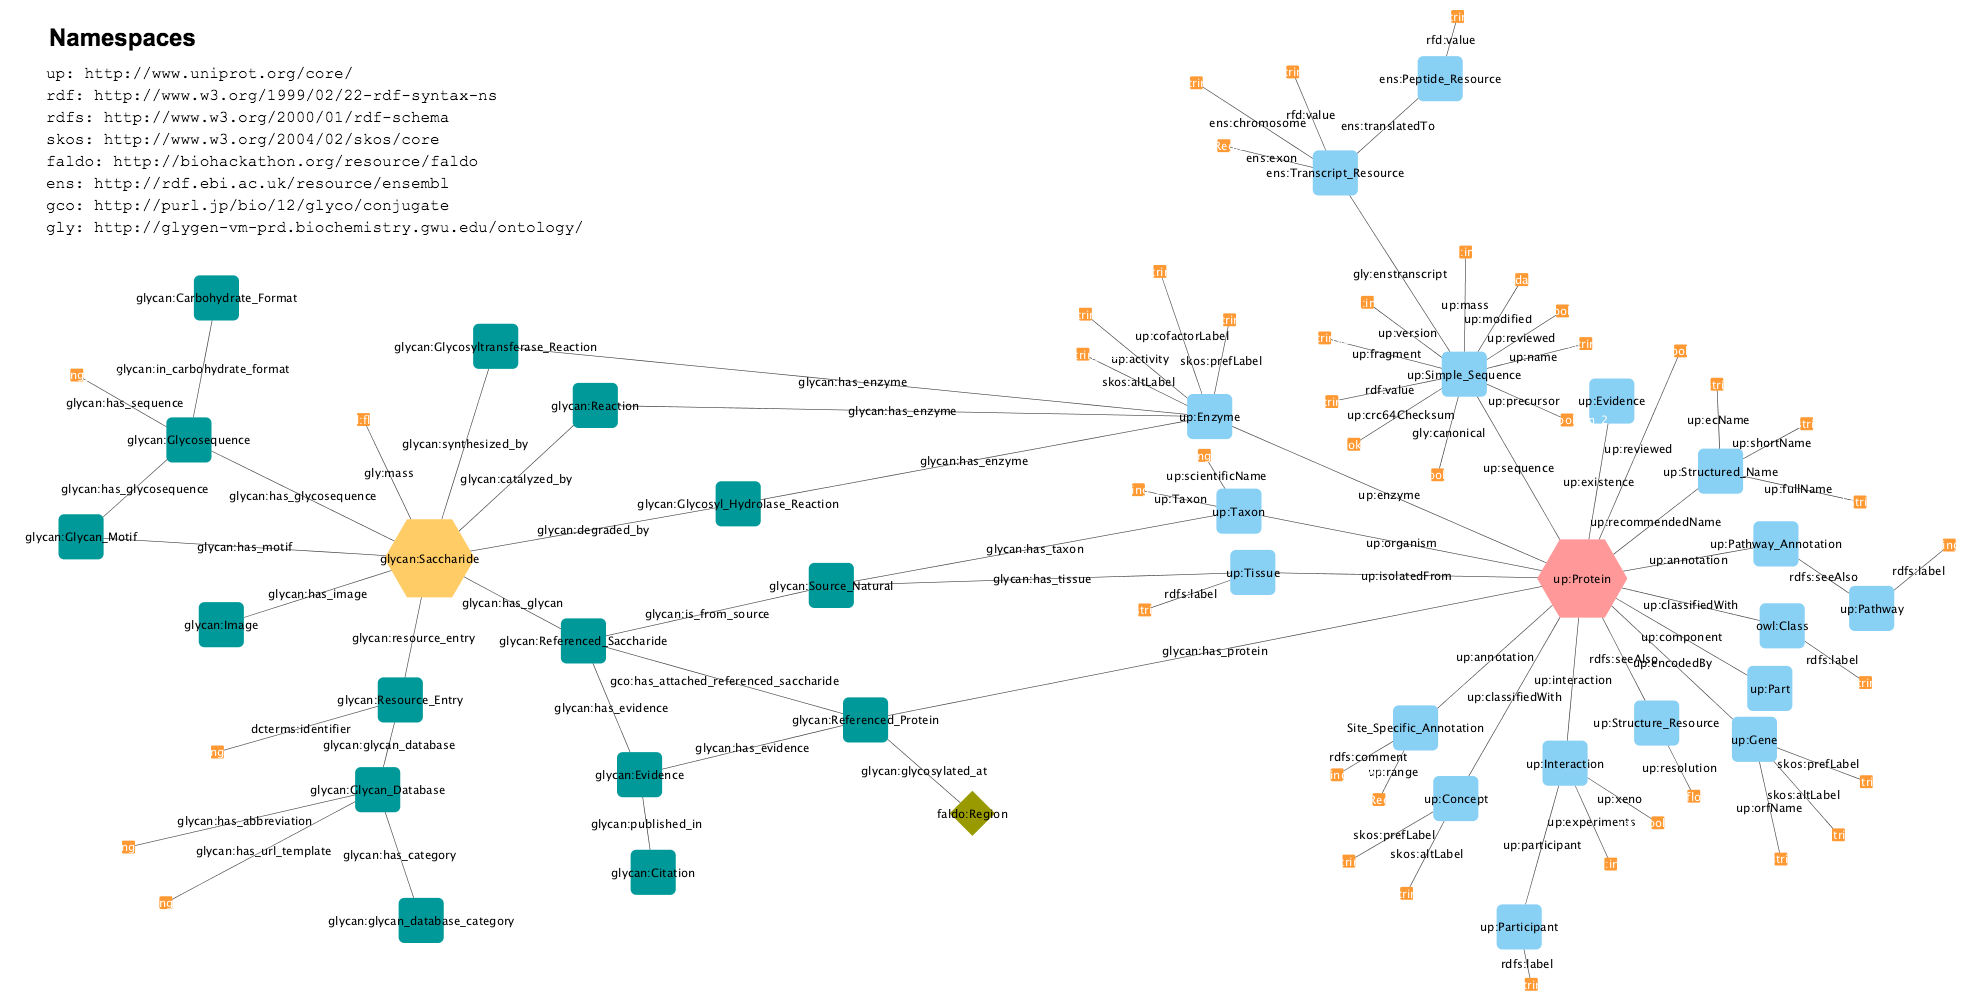 Namespaces
up: http://www.uniprot.org/core/
rdf: http://www.w3.org/1999/02/22-rdf-syntax-ns
rdfs: http://www.w3.org/2000/01/rdf-schema
skos: http://www.w3.org/2004/02/skos/core
faldo: http://biohackathon.org/resource/faldo
ens: http://rdf.ebi.ac.uk/resource/ensembl
gco: http://purl.jp/bio/12/glyco/conjugate
gly: http://glygen-vm-prd.biochemistry.gwu.edu/ontology/
glycan:Carbohydrate_Format
glycan:in_carbohydrate_format
glycan:has_sequence
glycan:Glycosequence
glycan:has_glycosequence
glycan:has_glycosequence
glycan:Glycan_Motif
glycan:has_motif
glycan:Glycosyltransferase_Reaction
glycan:Reaction
glycan:synthesized_by
gly:mass
glycan:catalyzed_by
glycan:Glycosyl_Hydrolase_Reaction
glycan:degraded_by
glycan:Saccharide
glycan:has_image
glycan:Image
glycan:has_glycan
glycan:resource_entry
glycan:Referenced_Saccharide
glycan:is_from_source
glycan:Source_Natural
glycan:Resource_Entry
dcterms:identifier
glycan:glycan_database
glycan:Glycan_Database
glycan:has_abbreviation
glycan:has_url_template
glycan:has_category
glycan:glycan_database_category
gco:has_attached_referenced_saccharide
glycan:has_evidence
glycan:Referenced_Protein
glycan:has_evidence
glycan:Evidence
glycan:published_in
glycan:Citation
glycan:glycosylated_at
faldo:Region
glycan:has_enzyme
glycan:has_enzyme
glycan:has_enzyme
glycan:has_taxon
glycan:has_tissue
glycan:has_protein
up:cofactorLabel
up:activity
skos:prefLabel
skos:altLabel
up:Enzyme
up:scientificName
up:Taxon
up:Taxon
up:Tissue
rdfs:label
up:enzyme
up:organism
up:isolatedFrom
up:Protein
rfd:value
ens:Peptide_Resource
rfd:value
ens:chromosome
ens:translatedTo
ens:exon
ens:Transcript_Resource
gly:enstranscript
up:mass
up:modified
up:version
up:reviewed
up:fragment
up:name
up:Simple_Sequence
rdf:value
up:precursor
up:crc64Checksum
gly:canonical
up:sequence
up:Evidence
up:reviewed
up:existence
up:ecName
up:shortName
up:Structured_Name
up:fullName
up:recommendedName
up:Pathway_Annotation
up:annotation
rdfs:seeAlso
rdfs:label
up:Pathway
up:classifiedWith
owl:Class
rdfs:label
up:component
up:Part
up:encodedBy
rdfs:seeAlso
up:Structure_Resource
up:resolution
up:Gene
skos:prefLabel
skos:altLabel
up:orfName
up:annotation
up:interaction
up:classifiedWith
Site_Specific_Annotation
rdfs:comment
up:range
up:Concept
skos:prefLabel
skos:altLabel
up:Interaction
up:xeno
up:experiments
up:participant
up:Participant
rdfs:label